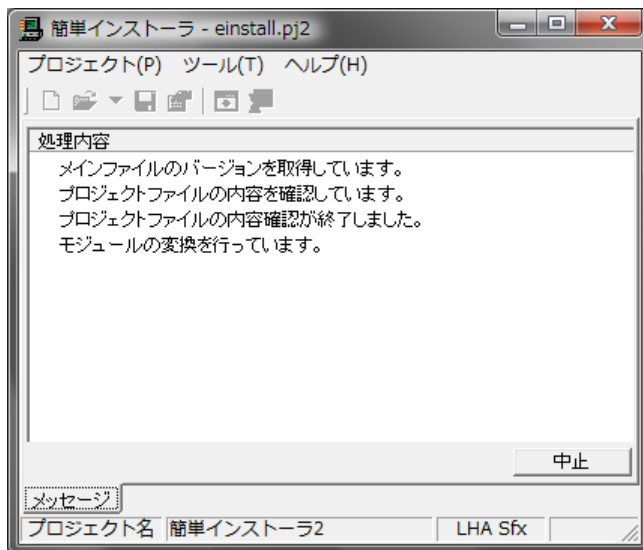 簡単インストーラ - einstall.pj2
プロジェクト(P) ツール(T) ヘルプ(H)
処理内容
メインファイルのバージョンを取得しています。
プロジェクトファイルの内容を確認しています。
プロジェクトファイルの内容確認が終了しました。
モジュールの変換を行っています。
中止
メッセージ
プロジェクト名 簡単インストーラ2 LHA Sfx